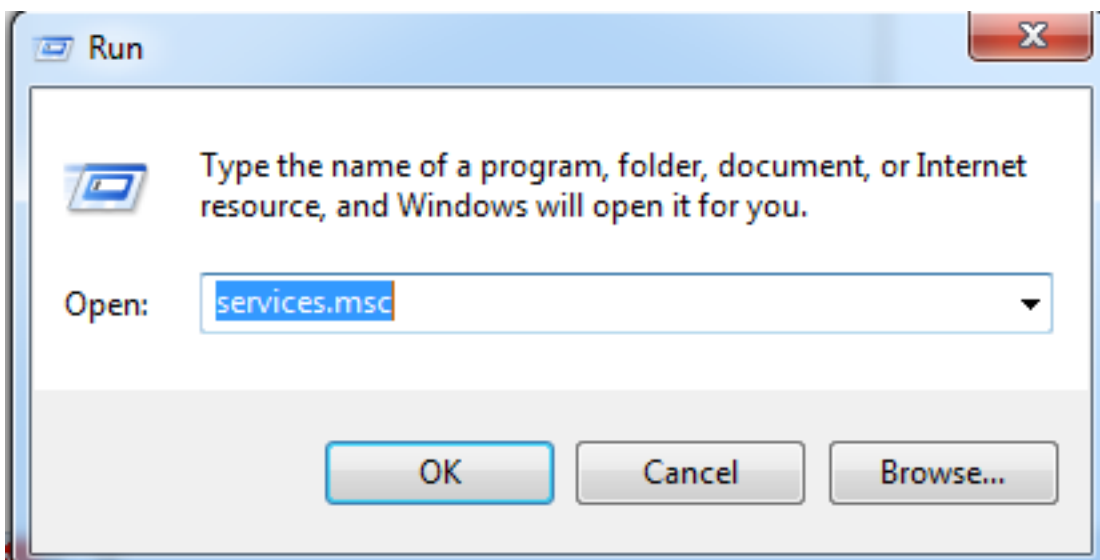 Run
Type the name of a program, folder, document, or Internet
resource, and Windows will open it for you.
Open: services.msc
OK Cancel Browse...